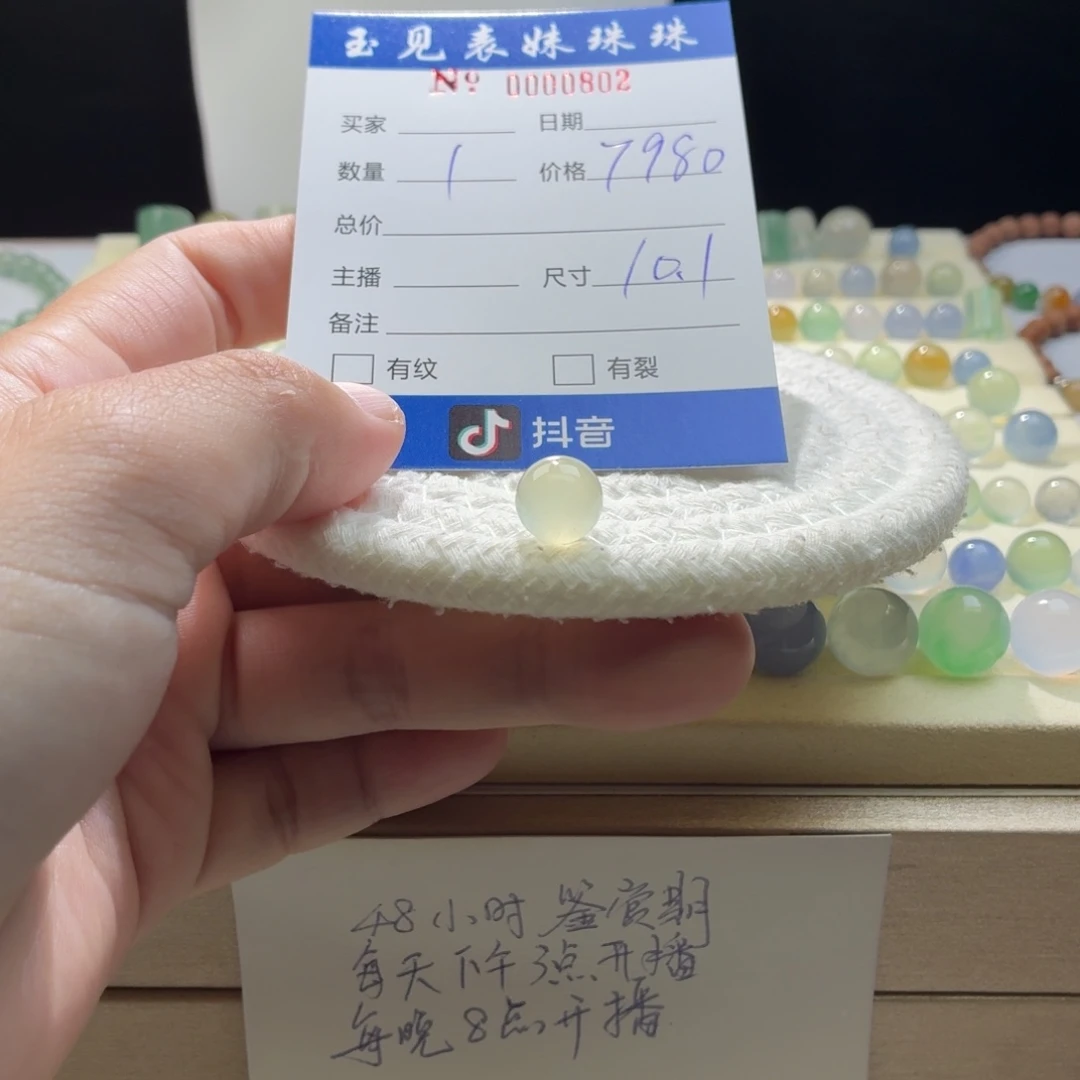 玉见表妹珠珠
Nº 0000802
买家 日期
数量 1 价格 7980
总价
主播 尺寸 10.1
备注
有纹 有裂
抖音
48小时鉴赏期
每天下午3点开播
每晚8点开播